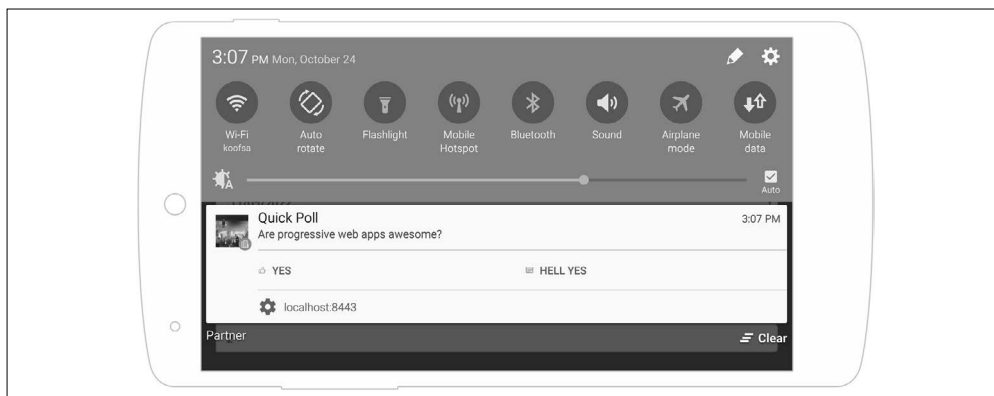 3:07 PM Mon, October 24
Wi-Fi
koofsa
Auto
rotate
Flashlight
Mobile
Hotspot
Bluetooth
Sound
Airplane
mode
Mobile
data
A
Auto
Quick Poll 3:07 PM
Are progressive web apps awesome?
YES HELL YES
localhost:8443
Partner Clear